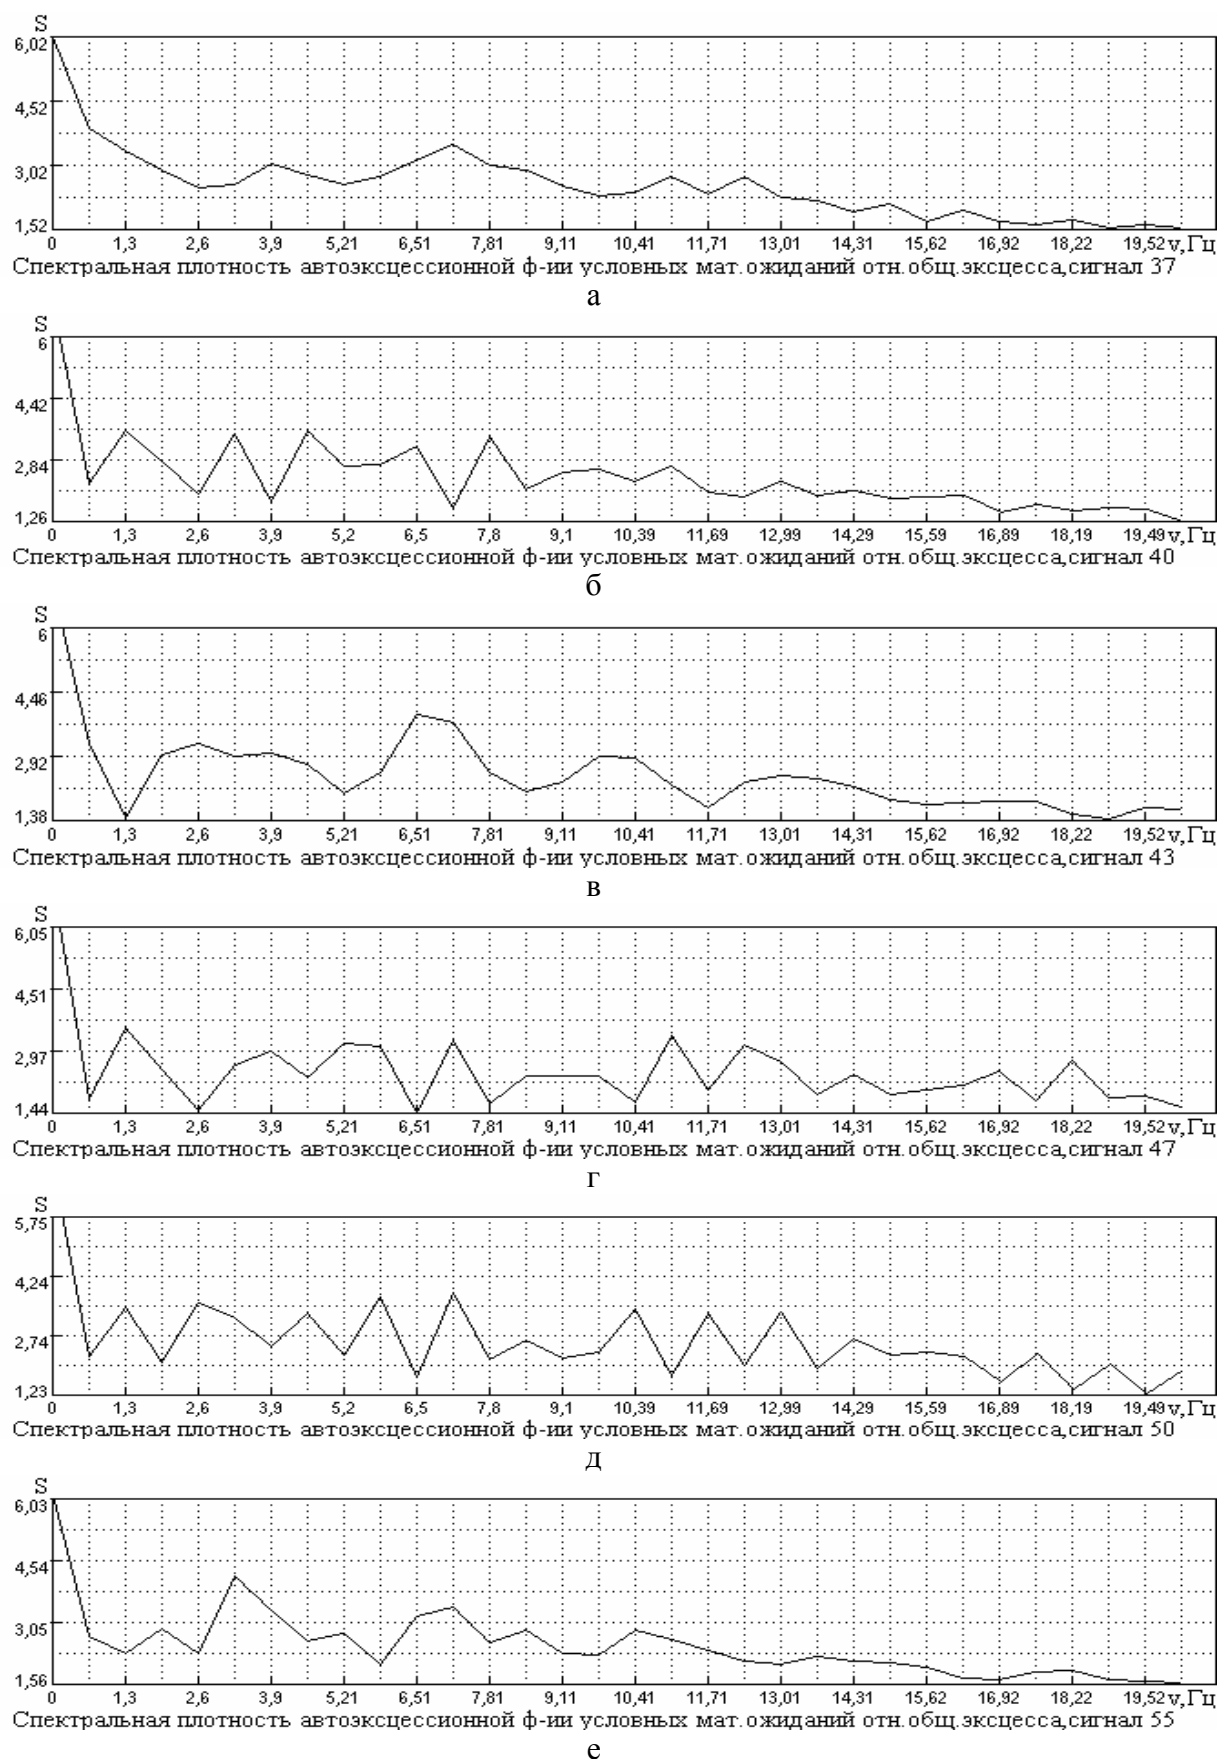 S
6,02
4,52
3,02
1,52
0 1,3 2,6 3,9 5,21 6,51 7,81 9,11 10,41 11,71 13,01 14,31 15,62 16,92 18,22 19,52 v,Гц
Спектральная плотность автоэксцессионной ф-ии условных мат.ожиданий отн.общ.эксцесса,сигнал 37
а
S
6
4,42
2,84
1,26
0 1,3 2,6 3,9 5,2 6,5 7,8 9,1 10,39 11,69 12,99 14,29 15,59 16,89 18,19 19,49 v,Гц
Спектральная плотность автоэксцессионной ф-ии условных мат.ожиданий отн.общ.эксцесса,сигнал 40
б
S
6
4,46
2,92
1,38
0 1,3 2,6 3,9 5,21 6,51 7,81 9,11 10,41 11,71 13,01 14,31 15,62 16,92 18,22 19,52 v,Гц
Спектральная плотность автоэксцессионной ф-ии условных мат.ожиданий отн.общ.эксцесса,сигнал 43
в
S
6,05
4,51
2,97
1,44
0 1,3 2,6 3,9 5,21 6,51 7,81 9,11 10,41 11,71 13,01 14,31 15,62 16,92 18,22 19,52 v,Гц
Спектральная плотность автоэксцессионной ф-ии условных мат.ожиданий отн.общ.эксцесса,сигнал 47
г
S
5,75
4,24
2,74
1,23
0 1,3 2,6 3,9 5,2 6,5 7,8 9,1 10,39 11,69 12,99 14,29 15,59 16,89 18,19 19,49 v,Гц
Спектральная плотность автоэксцессионной ф-ии условных мат.ожиданий отн.общ.эксцесса,сигнал 50
д
S
6,03
4,54
3,05
1,56
0 1,3 2,6 3,9 5,21 6,51 7,81 9,11 10,41 11,71 13,01 14,31 15,62 16,92 18,22 19,52 v,Гц
Спектральная плотность автоэксцессионной ф-ии условных мат.ожиданий отн.общ.эксцесса,сигнал 55
е